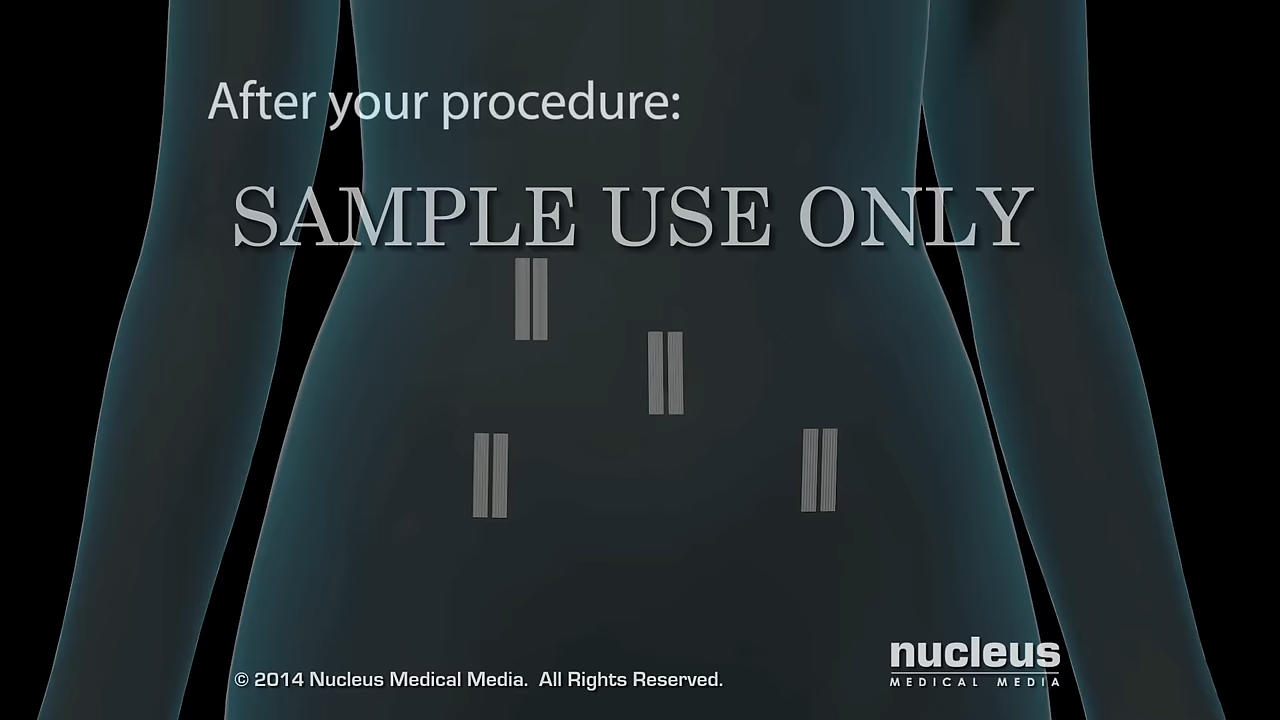 After your procedure:
SAMPLE USE ONLY
© 2014 Nucleus Medical Media. All Rights Reserved.
nucleus
MEDICAL MEDIA